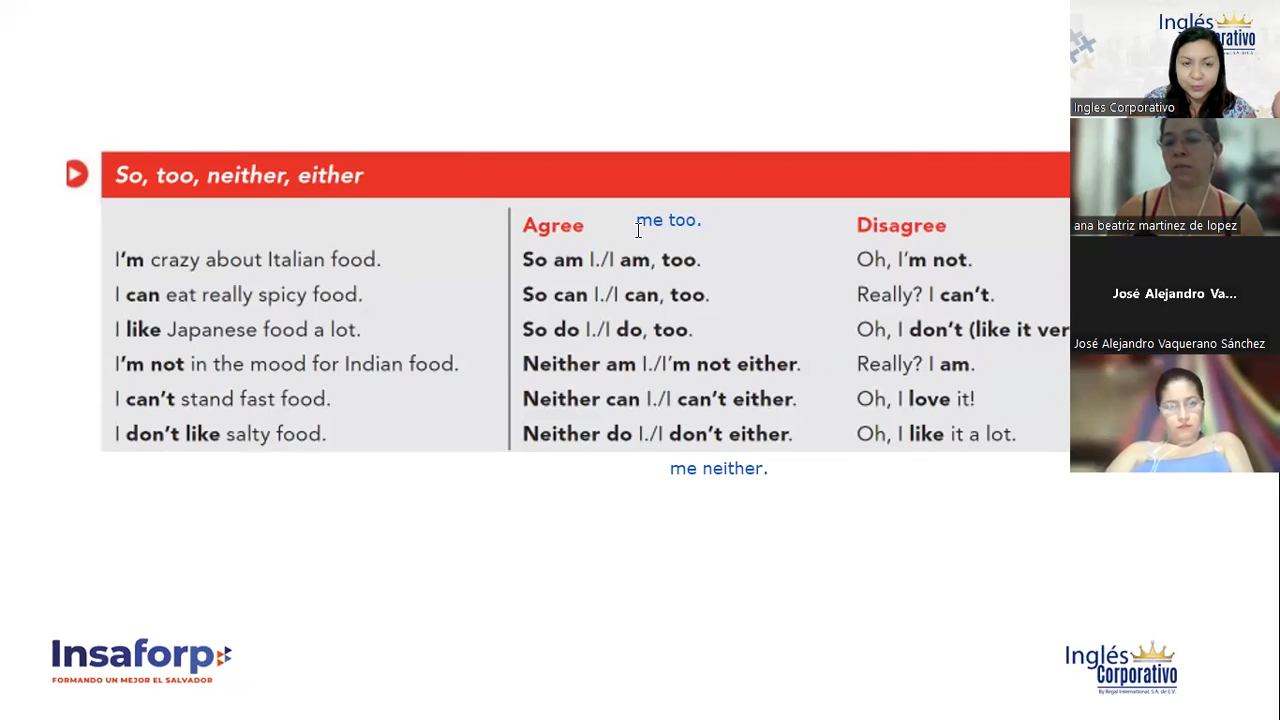 So, too, neither, either
Agree
me too.
Disagree
I'm crazy about Italian food.
So am I./I am, too.
Oh, I'm not.
I can eat really spicy food.
So can I./I can, too.
Really? I can't.
I like Japanese food a lot.
So do I./I do, too.
Oh, I don't (like it ver
I'm not in the mood for Indian food.
Neither am I./I'm not either.
Really? I am.
I can't stand fast food.
Neither can I./I can't either.
Oh, I love it!
I don't like salty food.
Neither do I./I don't either.
Oh, I like it a lot.
me neither.
Inglés
porativo
Ingles Corporativo
ana beatriz martinez de lopez
José Alejandro Va...
José Alejandro Vaquerano Sánchez
Insaforp
FORMANDO UN MEJOR EL SALVADOR
Inglés
Corporativo
By Regal International, S.A. de C.V.